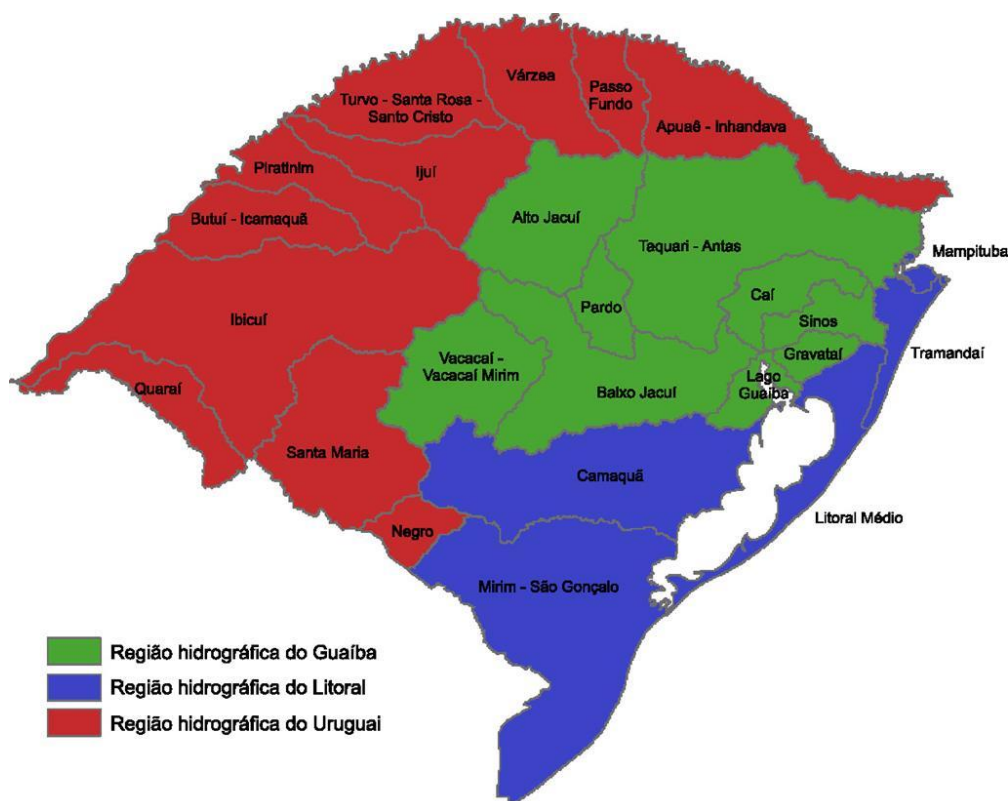 Várzea
Passo
Fundo
Turvo - Santa Rosa -
Santo Cristo
Apuaê - Inhandava
Piratinim
Ijuí
Butuí - Icamaquã
Alto Jacuí
Taquari - Antas
Mampituba
Caí
Pardo
Ibicuí
Sinos
Gravataí
Tramandaí
Vacacaí -
Vacacaí Mirim
Quaraí
Lago
Guaíba
Baixo Jacuí
Santa Maria
Camaquã
Litoral Médio
Negro
Mirim - São Gonçalo
Região hidrográfica do Guaíba
Região hidrográfica do Litoral
Região hidrográfica do Uruguai